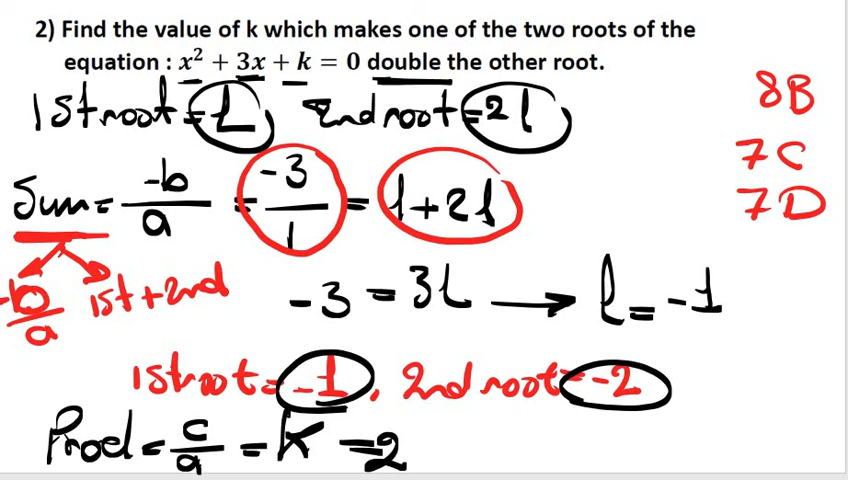 2) Find the value of k which makes one of the two roots of the
equation : x² + 3x + k = 0 double the other root.
1st root = L 2nd root = 2l
8B
7C
7D
Sum = -b/a = -3/1 = l+2l
-b/a 1st+2nd
-3 = 3L → l = -1
1st root = -1, 2nd root = -2
Prod = c/a = K = 2